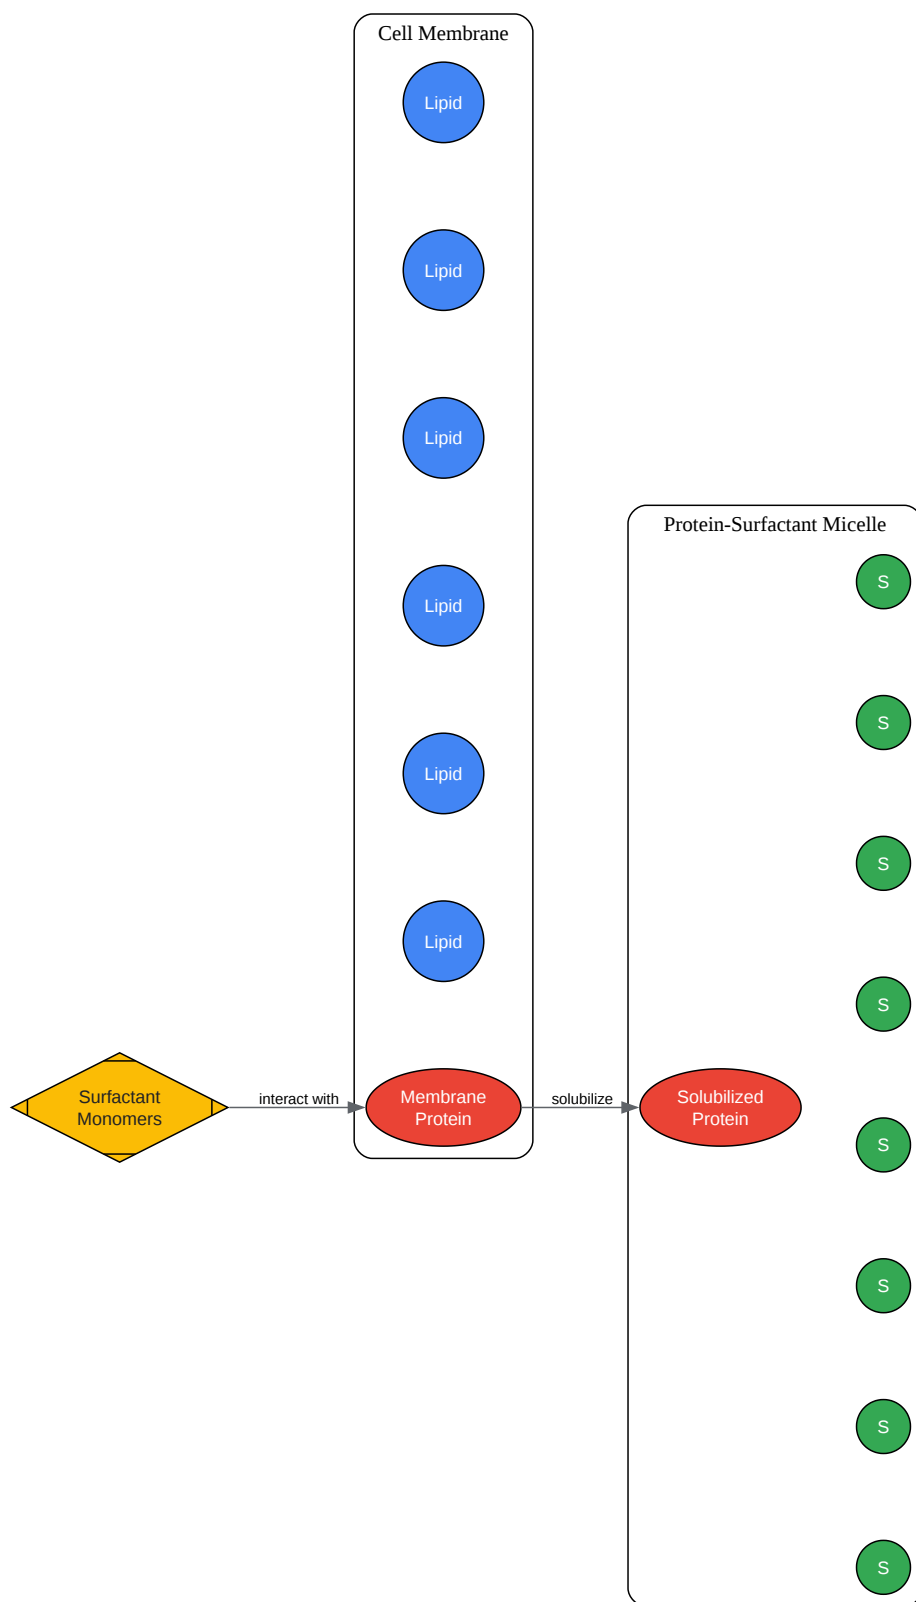 Cell Membrane
Lipid
Lipid
Lipid
Lipid
Lipid
Lipid
Surfactant
Monomers
interact with
Membrane
Protein
solubilize
Protein-Surfactant Micelle
S
S
S
S
Solubilized
Protein
S
S
S
S